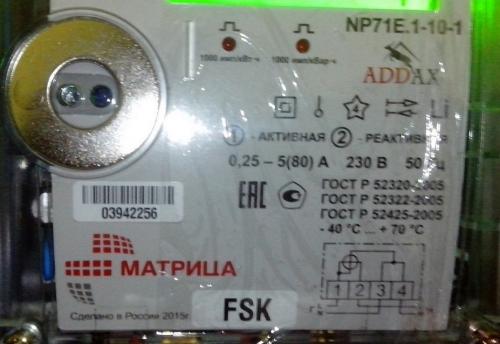 NP71E.1-10-1
1000 имп/кВт·ч
1000 имп/кВар·ч
ADDAX
4
Li
1 - АКТИВНАЯ 2 - РЕАКТИВНАЯ
0,25 – 5(80) А 230 В 50 Гц
ЕАС
ГОСТ Р 52320-2005
ГОСТ Р 52322-2005
ГОСТ Р 52425-2005
- 40 °C ... + 70 °C
03942256
МАТРИЦА
1 2 3 4
FSK
Сделано в России 2015г.